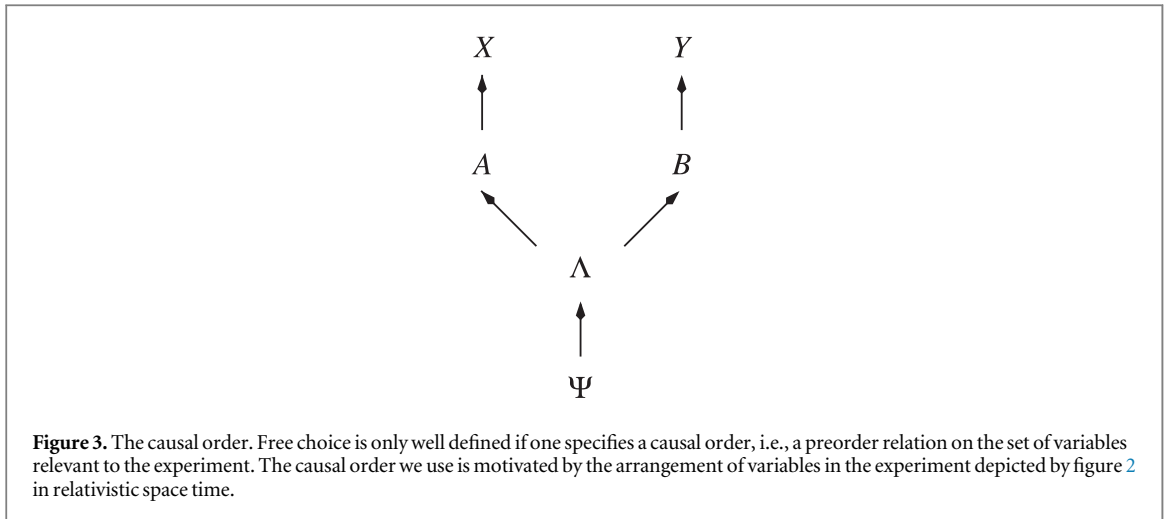 X Y
A B
Λ
Ψ
Figure 3. The causal order. Free choice is only well defined if one specifies a causal order, i.e., a preorder relation on the set of variables
relevant to the experiment. The causal order we use is motivated by the arrangement of variables in the experiment depicted by figure 2
in relativistic space time.